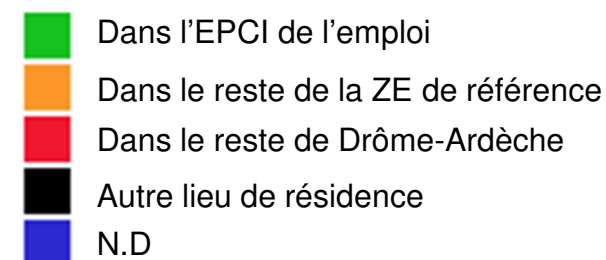 Dans l’EPCI de l’emploi
Dans le reste de la ZE de référence
Dans le reste de Drôme-Ardèche
Autre lieu de résidence
N.D